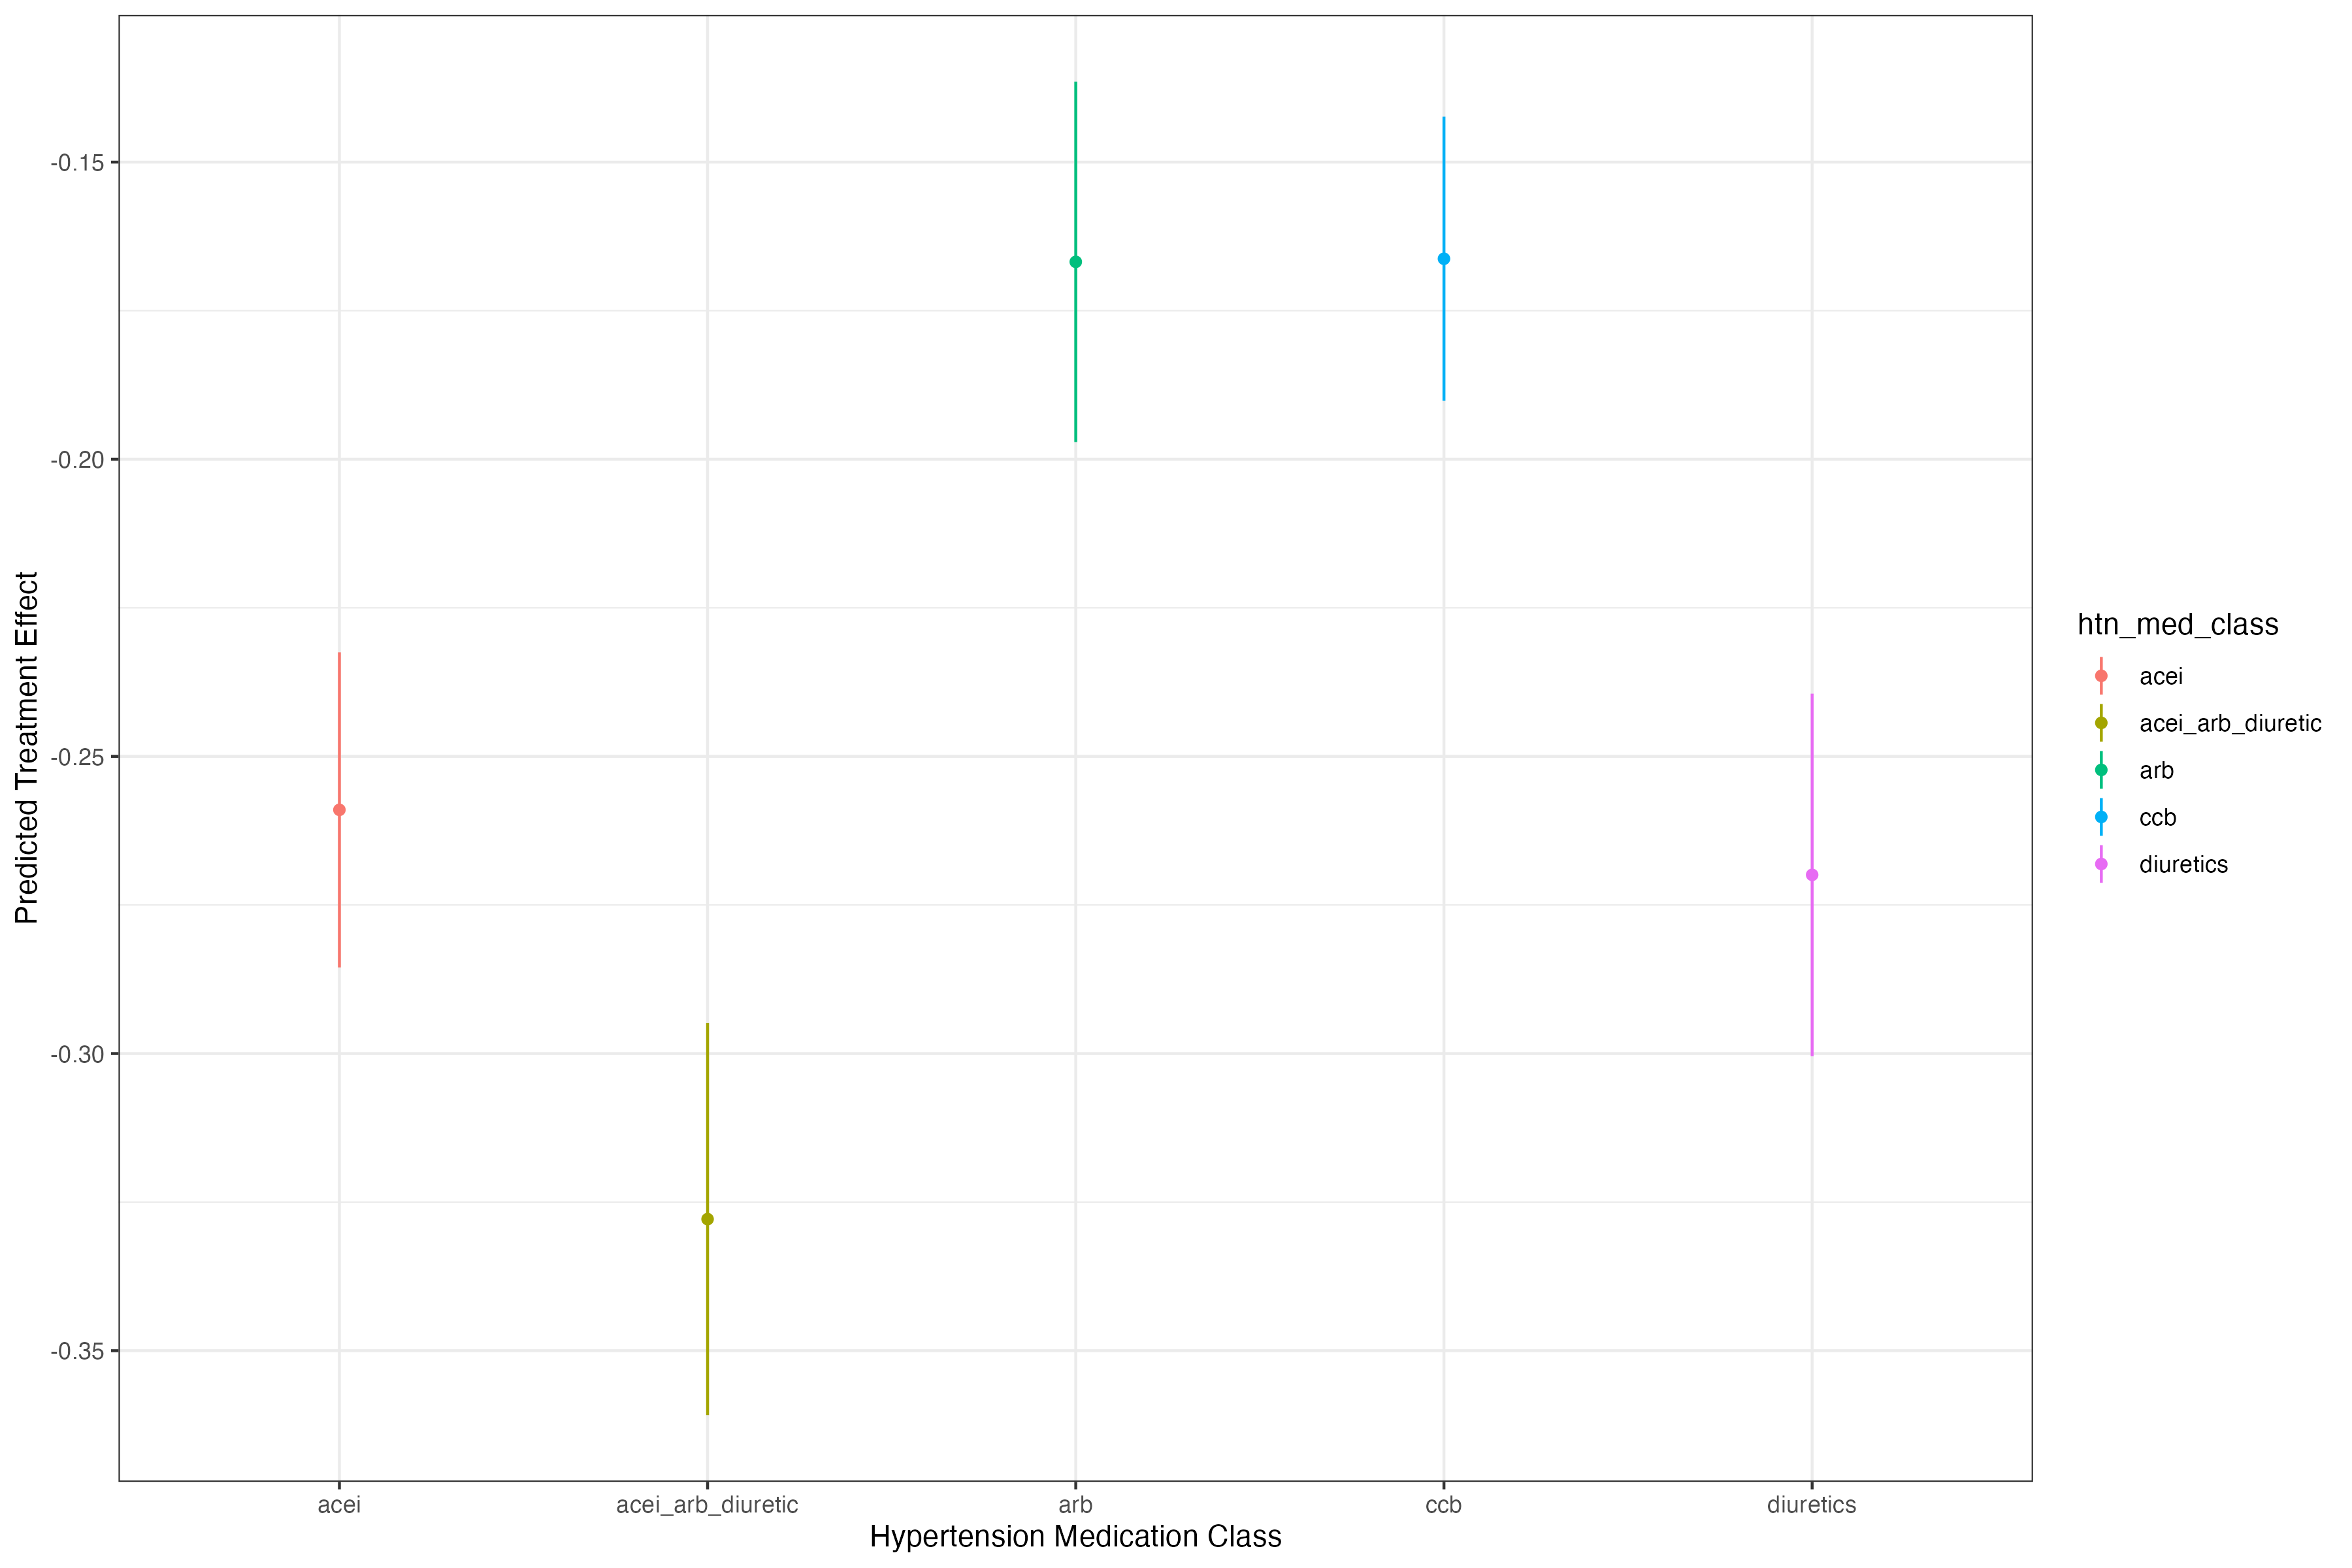 Predicted Treatment Effect
-0.15
-0.20
-0.25
-0.30
-0.35
acei
acei_arb_diuretic
arb
ccb
diuretics
Hypertension Medication Class
htn_med_class
acei
acei_arb_diuretic
arb
ccb
diuretics